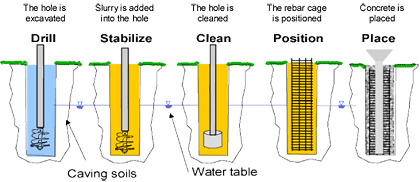 The hole is
excavated
Slurry is added
into the hole
The hole is
cleaned
The rebar cage
is positioned
Concrete is
placed
Drill
Stabilize
Clean
Position
Place
Caving soils
Water table